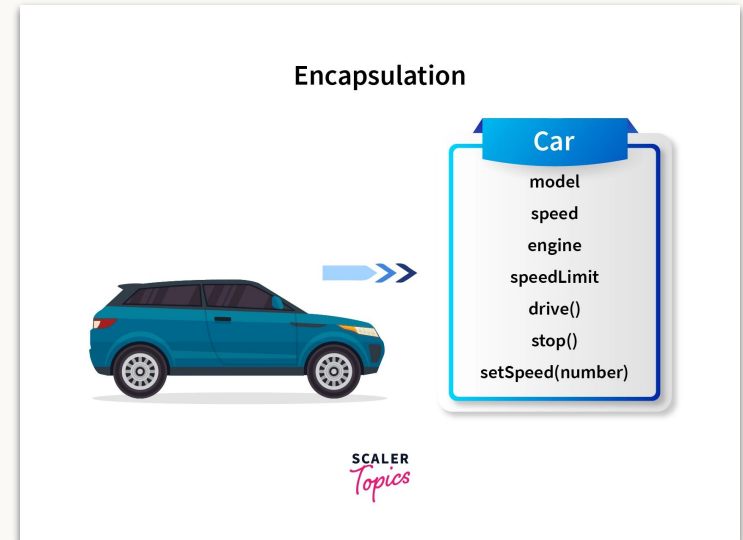 Encapsulation
Car
model
speed
engine
speedLimit
drive()
stop()
setSpeed(number)
SCALER
Topics